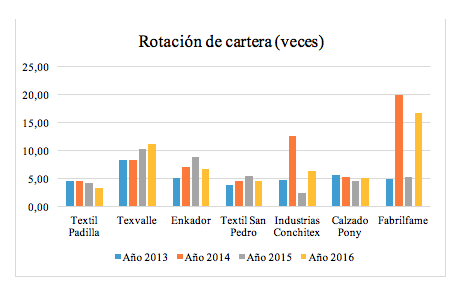 Rotación de cartera (veces)
25,00
20,00
15,00
10,00
5,00
0,00
Textil Padilla
Texvalle
Enkador
Textil San Pedro
Industrias Conchitex
Calzado Pony
Fabrilfame
Año 2013 Año 2014 Año 2015 Año 2016